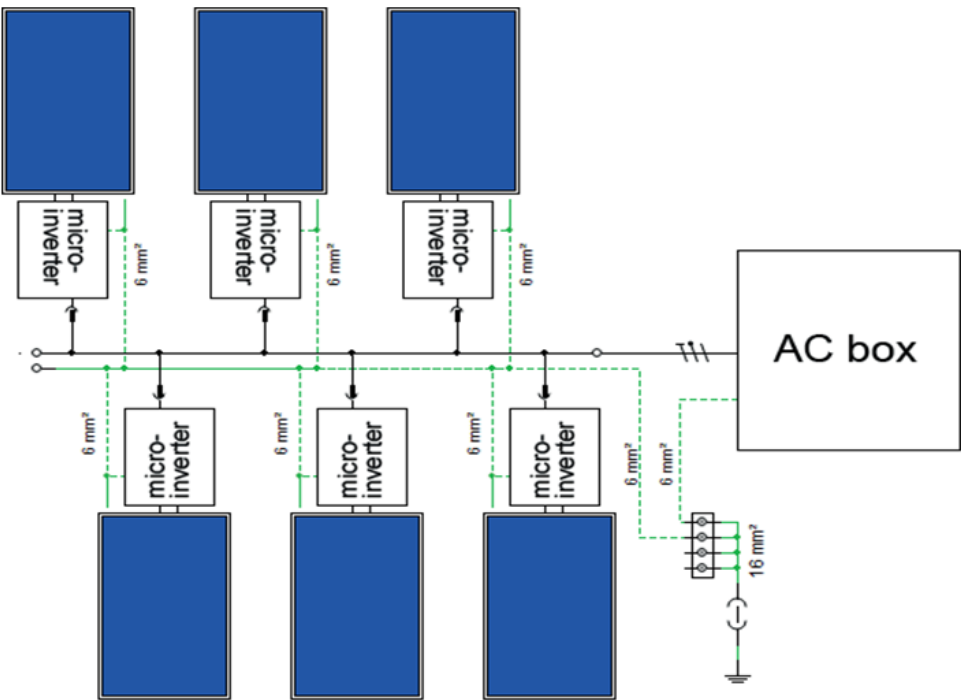 micro-
inverter
micro-
inverter
micro-
inverter
6 mm²
6 mm²
6 mm²
AC box
6 mm²
6 mm²
6 mm²
micro-
inverter
micro-
inverter
micro-
inverter
6 mm²
6 mm²
16 mm²